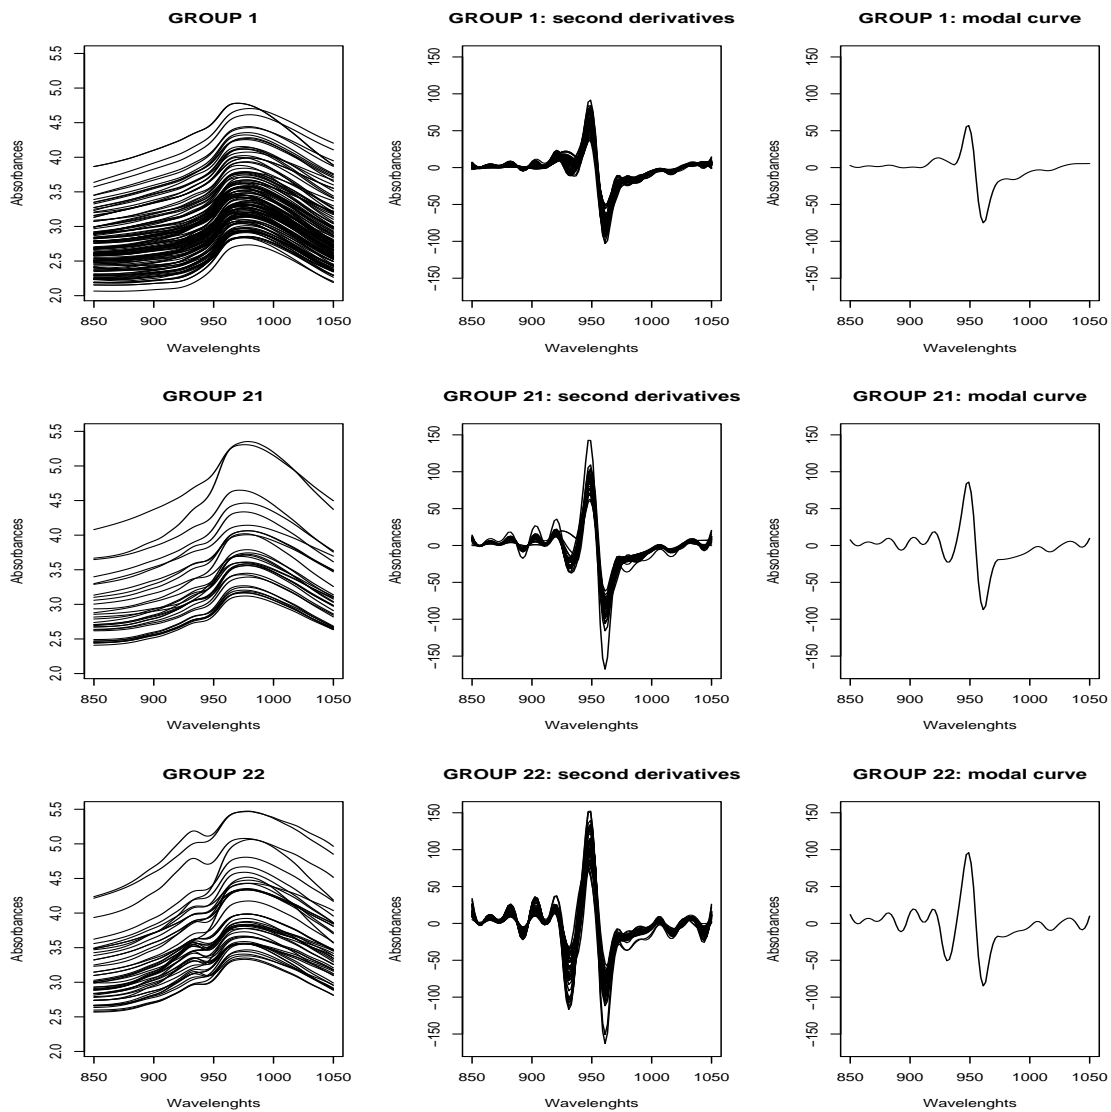 GROUP 1
GROUP 1: second derivatives
GROUP 1: modal curve
Absorbances
2.0 2.5 3.0 3.5 4.0 4.5 5.0 5.5
850 900 950 1000 1050
Wavelenghts
Absorbances
−150 −100 −50 0 50 100 150
850 900 950 1000 1050
Wavelenghts
Absorbances
−150 −100 −50 0 50 100 150
850 900 950 1000 1050
Wavelenghts
GROUP 21
GROUP 21: second derivatives
GROUP 21: modal curve
Absorbances
2.0 2.5 3.0 3.5 4.0 4.5 5.0 5.5
850 900 950 1000 1050
Wavelenghts
Absorbances
−150 −100 −50 0 50 100 150
850 900 950 1000 1050
Wavelenghts
Absorbances
−150 −100 −50 0 50 100 150
850 900 950 1000 1050
Wavelenghts
GROUP 22
GROUP 22: second derivatives
GROUP 22: modal curve
Absorbances
2.0 2.5 3.0 3.5 4.0 4.5 5.0 5.5
850 900 950 1000 1050
Wavelenghts
Absorbances
−150 −100 −50 0 50 100 150
850 900 950 1000 1050
Wavelenghts
Absorbances
−150 −100 −50 0 50 100 150
850 900 950 1000 1050
Wavelenghts